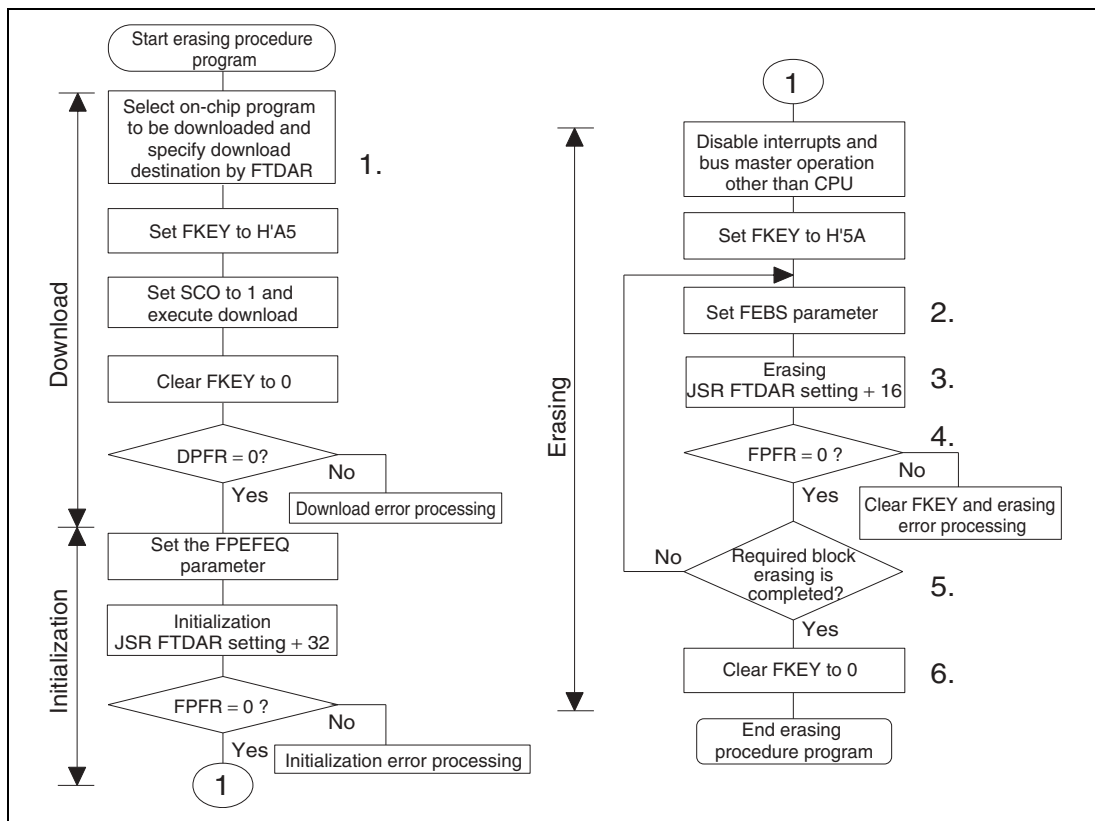 Start erasing procedure
program
Select on-chip program
to be downloaded and
specify download
destination by FTDAR
1.
Set FKEY to H'A5
Set SCO to 1 and
execute download
Clear FKEY to 0
DPFR = 0?
No
Yes
Download error processing
Download
Set the FPEFEQ
parameter
Initialization
JSR FTDAR setting + 32
FPFR = 0 ?
No
Yes
Initialization error processing
1
Initialization
1
Disable interrupts and
bus master operation
other than CPU
Set FKEY to H'5A
Set FEBS parameter
2.
Erasing
JSR FTDAR setting + 16
3.
4.
FPFR = 0 ?
No
Yes
Clear FKEY and erasing
error processing
No
Required block
erasing is
completed?
5.
Yes
Clear FKEY to 0
6.
Erasing
End erasing
procedure program